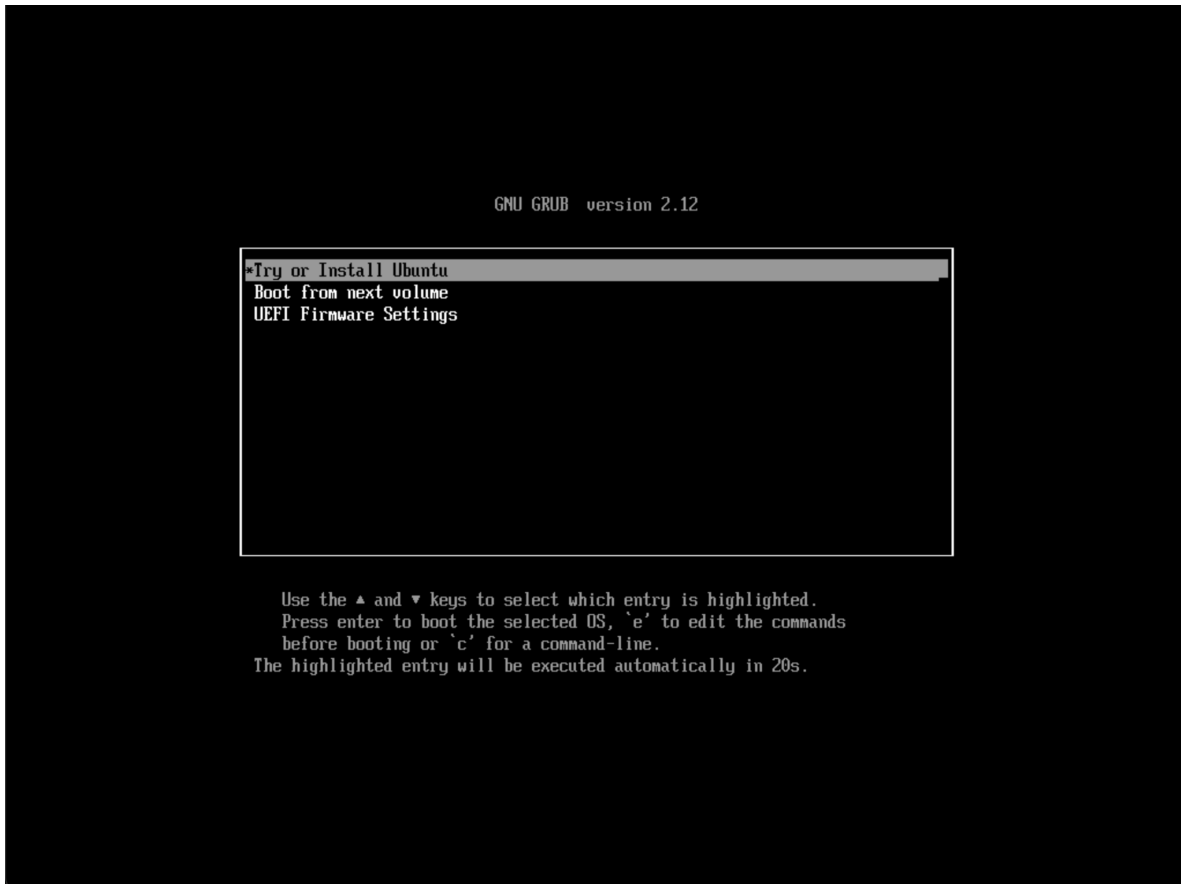 GNU GRUB  version 2.12
*Try or Install Ubuntu
Boot from next volume
UEFI Firmware Settings
Use the ▲ and ▼ keys to select which entry is highlighted.
Press enter to boot the selected OS, `e' to edit the commands
before booting or `c' for a command-line.
The highlighted entry will be executed automatically in 20s.